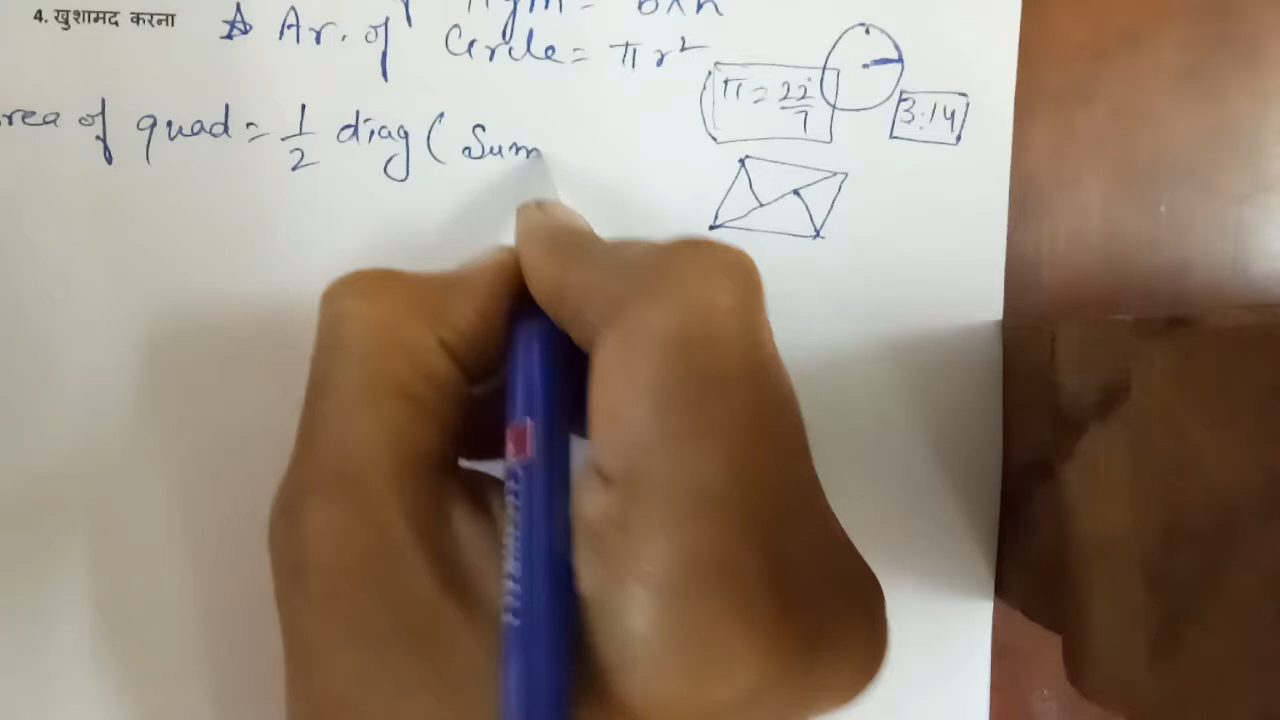 4. खुशामद करना
☆ Ar. of Circle = πr²
π = 22/7
3.14
rea of quad = 1/2 diag ( Sum